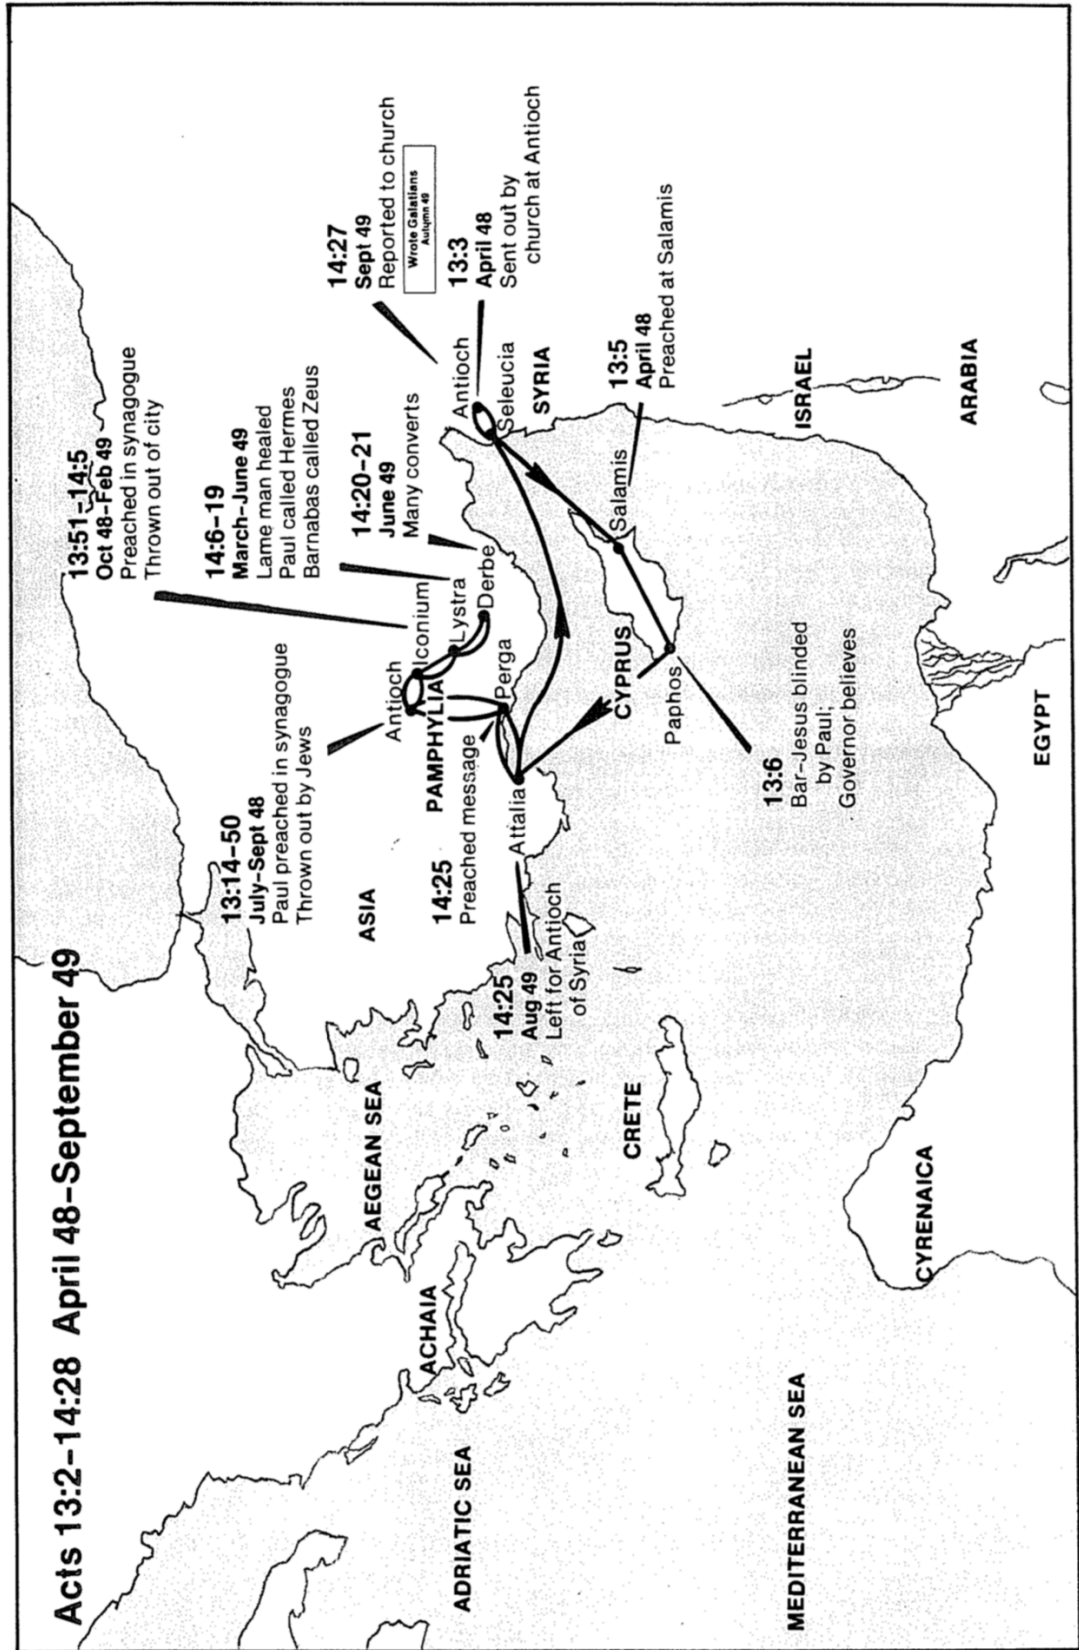 Acts 13:2–14:28 April 48–September 49
13:51–14:5
Oct 48–Feb 49
Preached in synagogue
Thrown out of city
14:6–19
March–June 49
Lame man healed
Paul called Hermes
Barnabas called Zeus
14:20–21
June 49
Many converts
14:27
Sept 49
Reported to church
Wrote Galatians
Autumn 49
13:3
April 48
Sent out by
church at Antioch
13:14–50
July–Sept 48
Paul preached in synagogue
Thrown out by Jews
14:25
Preached message
14:25
Aug 49
Left for Antioch
of Syria
13:5
April 48
Preached at Salamis
13:6
Bar–Jesus blinded
by Paul;
Governor believes
Antioch
Iconium
Lystra
Derbe
PAMPHYLIA
Perga
Attalia
Antioch
Seleucia
SYRIA
Salamis
CYPRUS
Paphos
ASIA
AEGEAN SEA
ACHAIA
ADRIATIC SEA
CRETE
MEDITERRANEAN SEA
CYRENAICA
EGYPT
ISRAEL
ARABIA